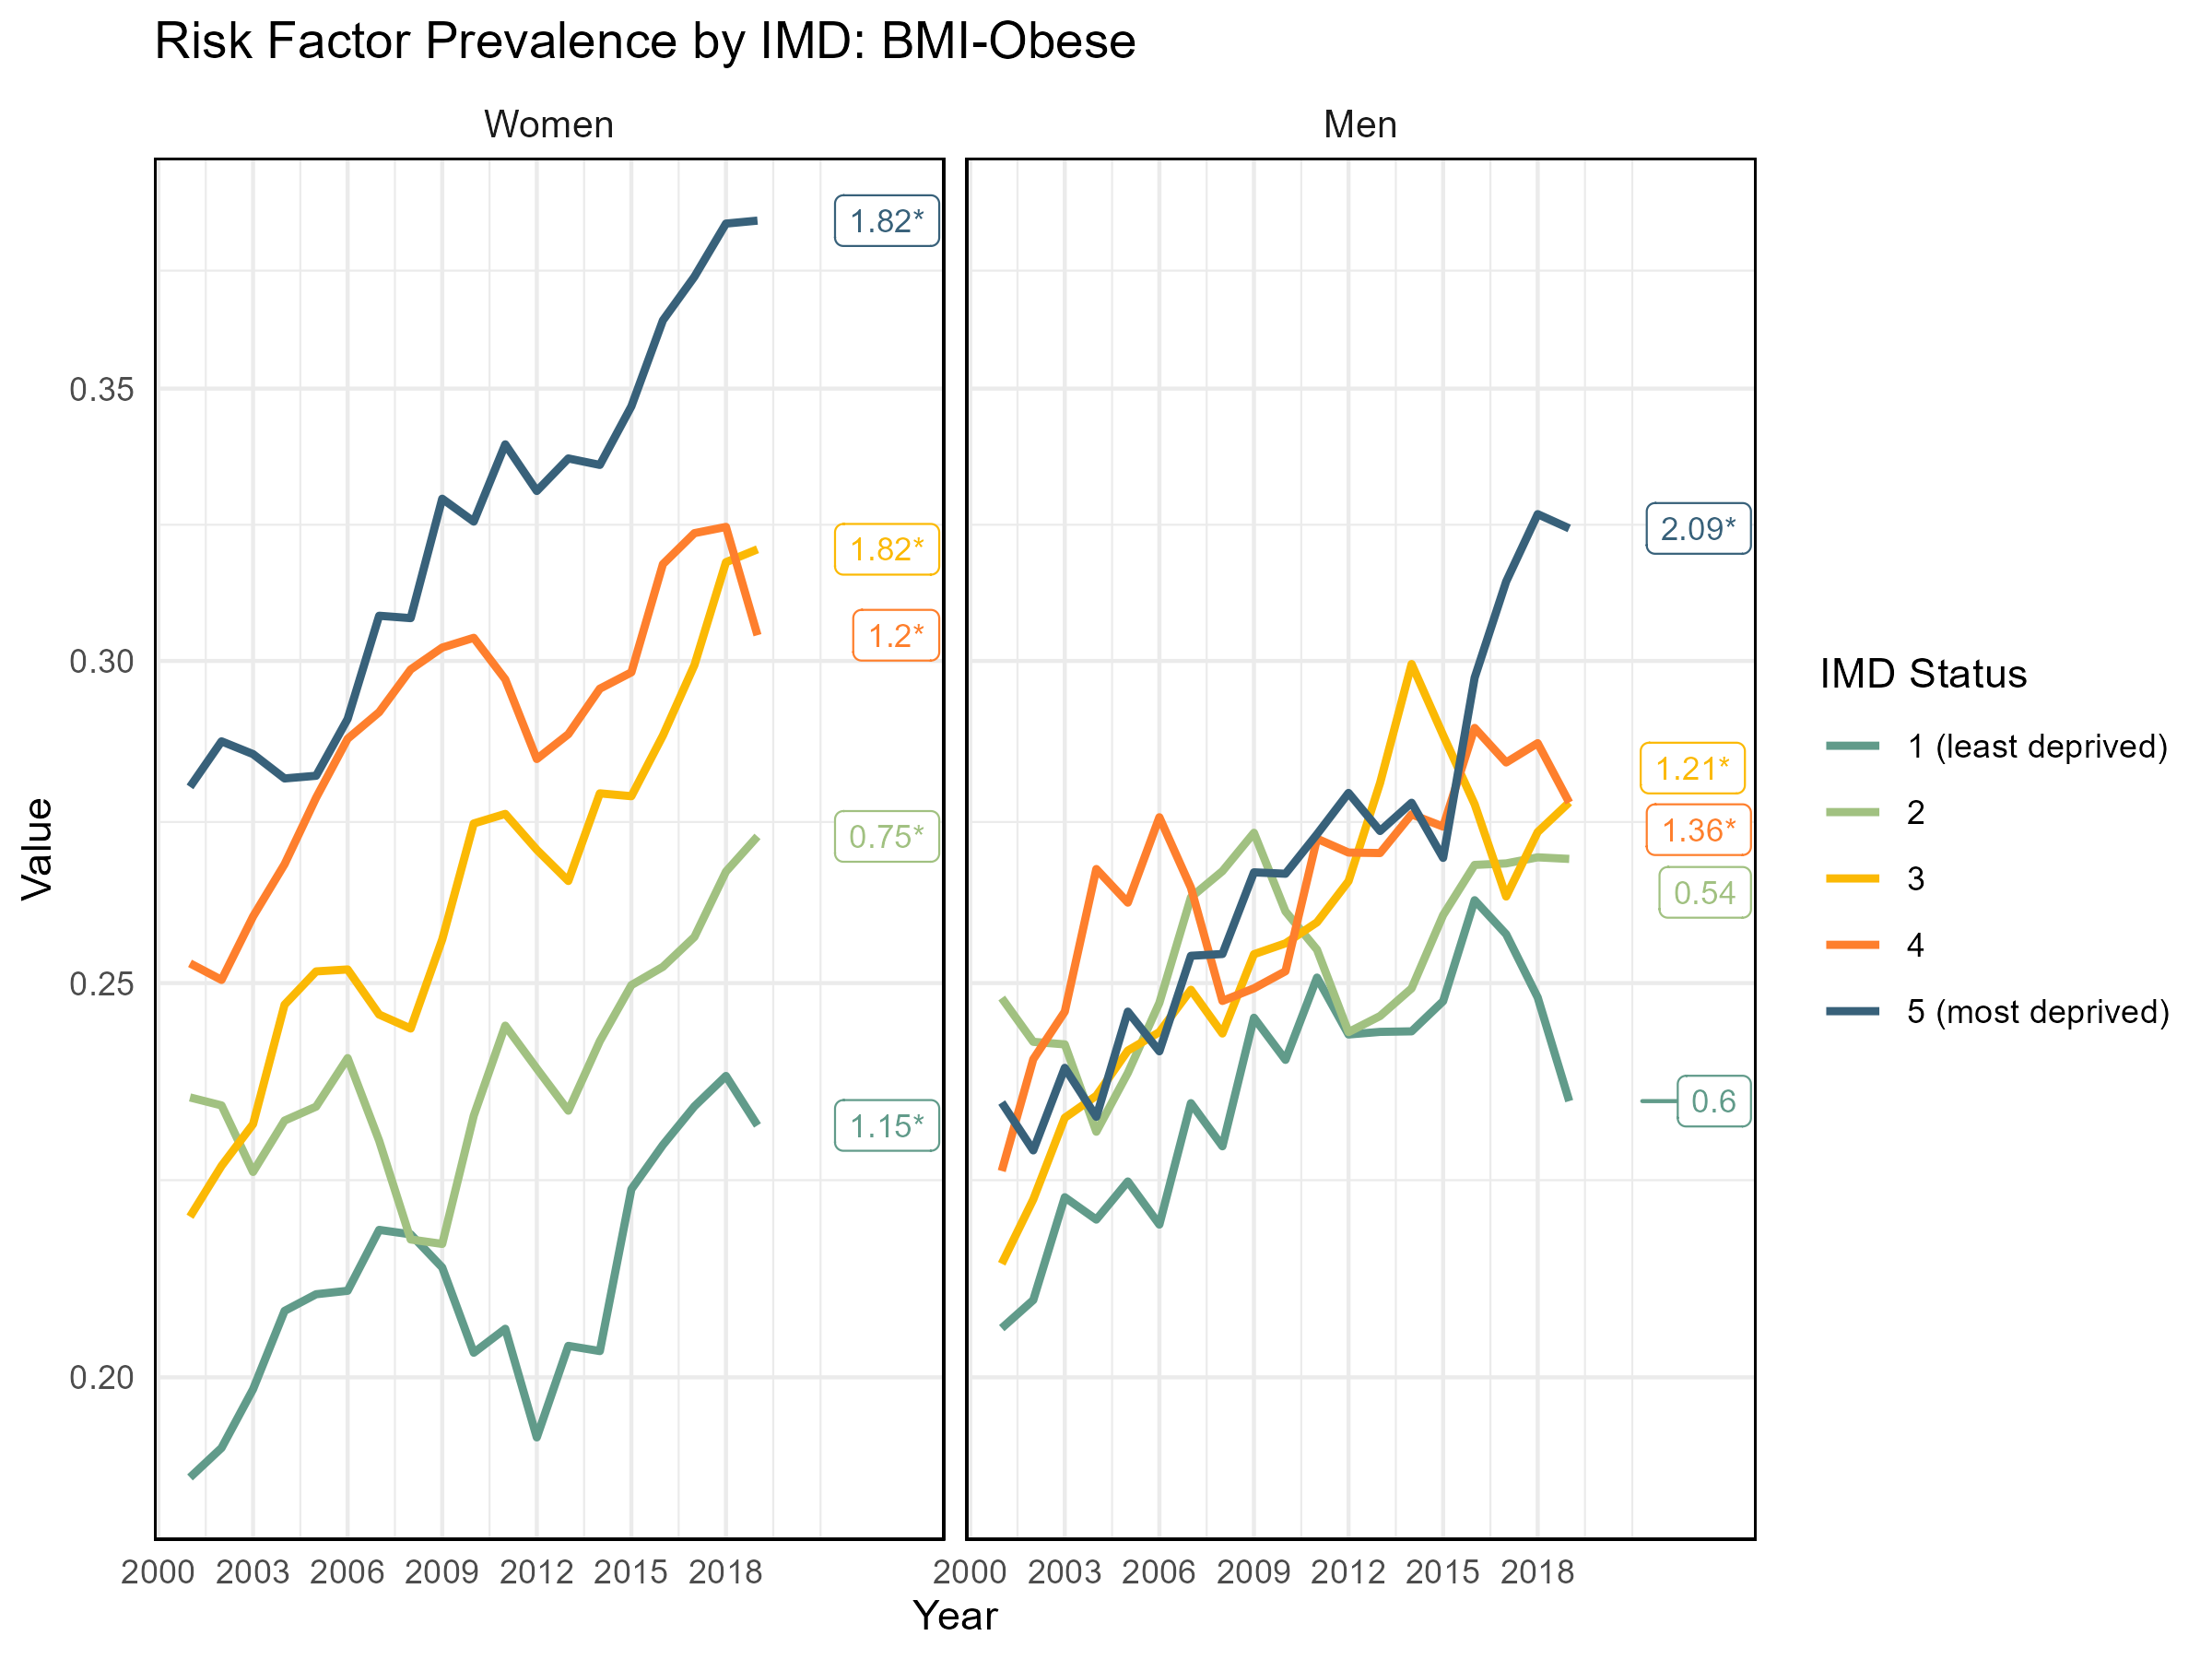 Risk Factor Prevalence by IMD: BMI-Obese
Women
Men
0.35
0.30
0.25
0.20
Value
1.82*
1.82*
1.2*
0.75*
1.15*
2.09*
1.21*
1.36*
0.54
0.6
2000 2003 2006 2009 2012 2015 2018
2000 2003 2006 2009 2012 2015 2018
Year
IMD Status
1 (least deprived)
2
3
4
5 (most deprived)